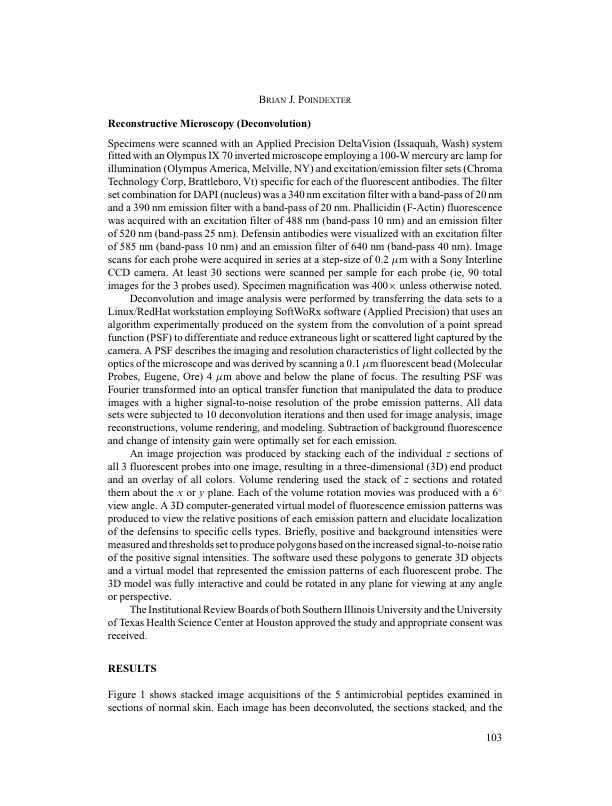 BRIAN J. POINDEXTER
Reconstructive Microscopy (Deconvolution)
Specimens were scanned with an Applied Precision DeltaVision (Issaquah, Wash) system
fitted with an Olympus IX 70 inverted microscope employing a 100-W mercury arc lamp for
illumination (Olympus America, Melville, NY) and excitation/emission filter sets (Chroma
Technology Corp, Brattleboro, Vt) specific for each of the fluorescent antibodies. The filter
set combination for DAPI (nucleus) was a 340 nm excitation filter with a band-pass of 20 nm
and a 390 nm emission filter with a band-pass of 20 nm. Phallicidin (F-Actin) fluorescence
was acquired with an excitation filter of 488 nm (band-pass 10 nm) and an emission filter
of 520 nm (band-pass 25 nm). Defensin antibodies were visualized with an excitation filter
of 585 nm (band-pass 10 nm) and an emission filter of 640 nm (band-pass 40 nm). Image
scans for each probe were acquired in series at a step-size of 0.2 μm with a Sony Interline
CCD camera. At least 30 sections were scanned per sample for each probe (ie, 90 total
images for the 3 probes used). Specimen magnification was 400× unless otherwise noted.
Deconvolution and image analysis were performed by transferring the data sets to a
Linux/RedHat workstation employing SoftWoRx software (Applied Precision) that uses an
algorithm experimentally produced on the system from the convolution of a point spread
function (PSF) to differentiate and reduce extraneous light or scattered light captured by the
camera. A PSF describes the imaging and resolution characteristics of light collected by the
optics of the microscope and was derived by scanning a 0.1 μm fluorescent bead (Molecular
Probes, Eugene, Ore) 4 μm above and below the plane of focus. The resulting PSF was
Fourier transformed into an optical transfer function that manipulated the data to produce
images with a higher signal-to-noise resolution of the probe emission patterns. All data
sets were subjected to 10 deconvolution iterations and then used for image analysis, image
reconstructions, volume rendering, and modeling. Subtraction of background fluorescence
and change of intensity gain were optimally set for each emission.
An image projection was produced by stacking each of the individual z sections of
all 3 fluorescent probes into one image, resulting in a three-dimensional (3D) end product
and an overlay of all colors. Volume rendering used the stack of z sections and rotated
them about the x or y plane. Each of the volume rotation movies was produced with a 6°
view angle. A 3D computer-generated virtual model of fluorescence emission patterns was
produced to view the relative positions of each emission pattern and elucidate localization
of the defensins to specific cells types. Briefly, positive and background intensities were
measured and thresholds set to produce polygons based on the increased signal-to-noise ratio
of the positive signal intensities. The software used these polygons to generate 3D objects
and a virtual model that represented the emission patterns of each fluorescent probe. The
3D model was fully interactive and could be rotated in any plane for viewing at any angle
or perspective.
The Institutional Review Boards of both Southern Illinois University and the University
of Texas Health Science Center at Houston approved the study and appropriate consent was
received.
RESULTS
Figure 1 shows stacked image acquisitions of the 5 antimicrobial peptides examined in
sections of normal skin. Each image has been deconvoluted, the sections stacked, and the
103